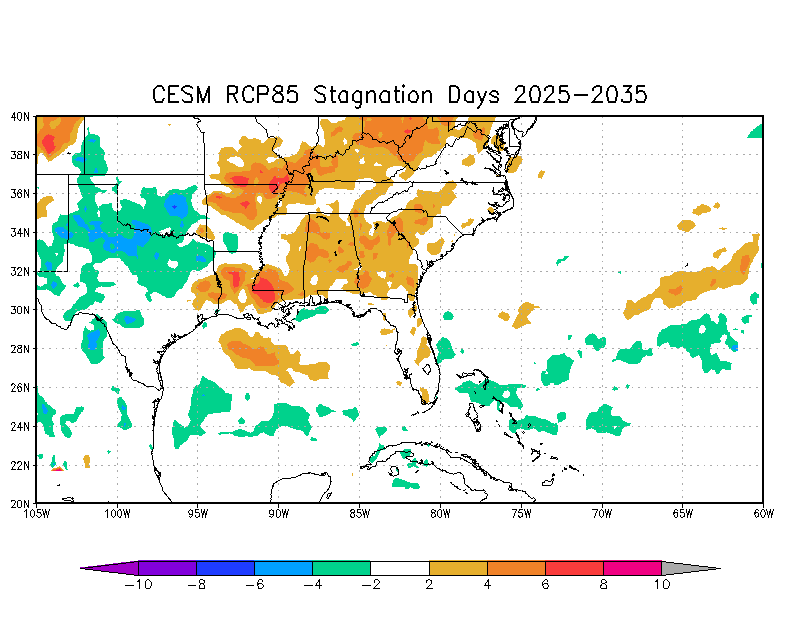 CESM RCP85 Stagnation Days 2025-2035
40N
38N
36N
34N
32N
30N
28N
26N
24N
22N
20N
105W 100W 95W 90W 85W 80W 75W 70W 65W 60W
-10 -8 -6 -4 -2 2 4 6 8 10